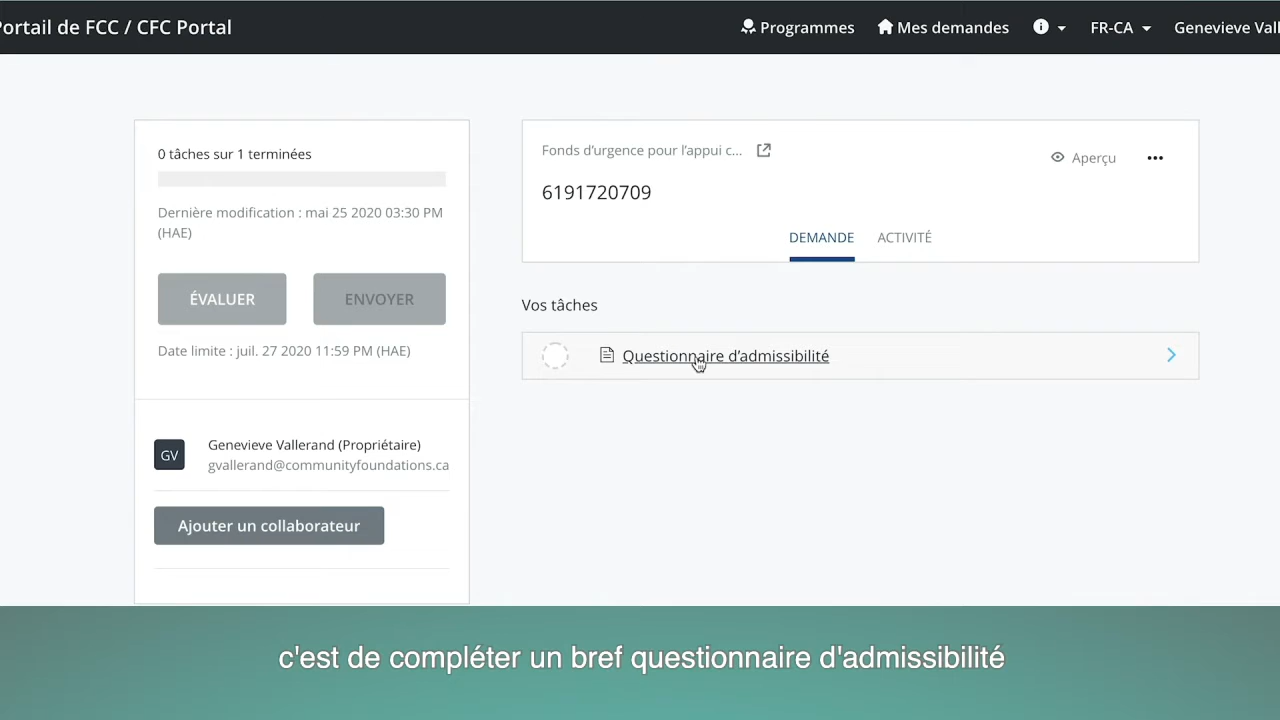 Portail de FCC / CFC Portal
Programmes
Mes demandes
FR-CA
Genevieve Vall
0 tâches sur 1 terminées
Dernière modification : mai 25 2020 03:30 PM
(HAE)
ÉVALUER
ENVOYER
Date limite : juil. 27 2020 11:59 PM (HAE)
GV
Genevieve Vallerand (Propriétaire)
gvallerand@communityfoundations.ca
Ajouter un collaborateur
Fonds d’urgence pour l’appui c...
Aperçu
6191720709
DEMANDE
ACTIVITÉ
Vos tâches
Questionnaire d’admissibilité
c'est de compléter un bref questionnaire d'admissibilité